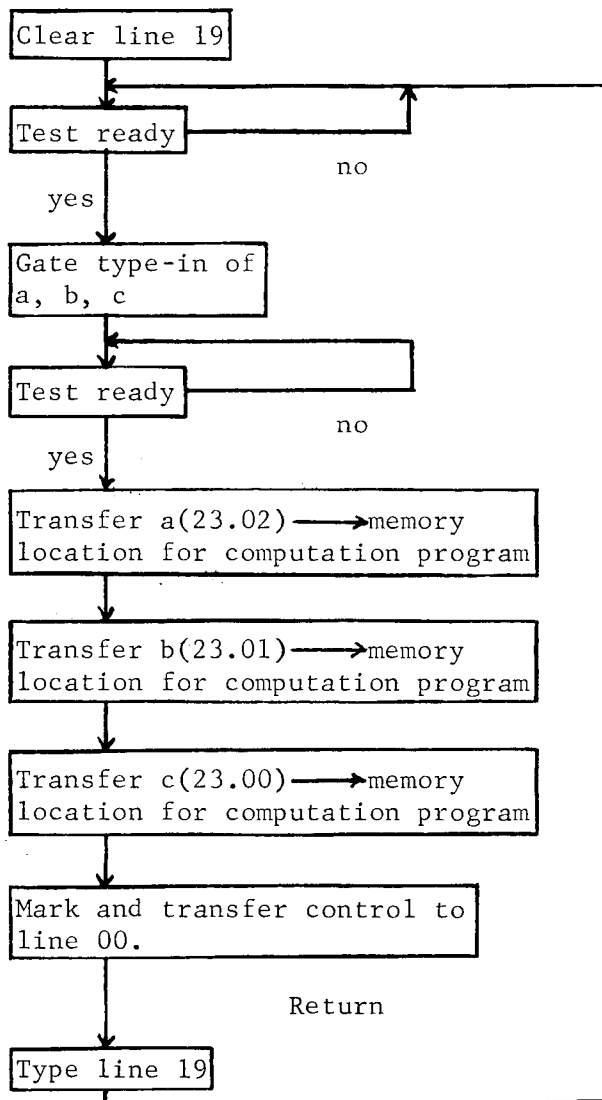 Clear line 19
Test ready
no
yes
Gate type-in of
a, b, c
Test ready
no
yes
Transfer a(23.02)⟶memory
location for computation program
Transfer b(23.01)⟶memory
location for computation program
Transfer c(23.00)⟶memory
location for computation program
Mark and transfer control to
line 00.
Return
Type line 19